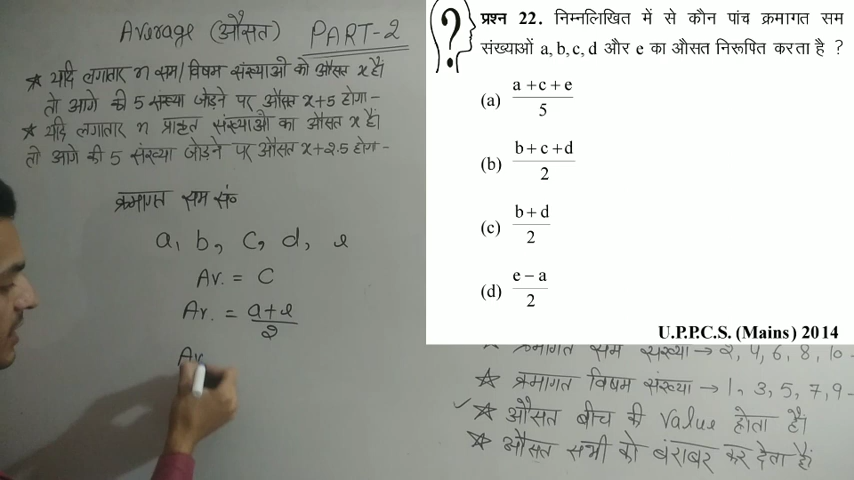 Average (औसत) PART-2
★ यदि लगातार n सम/विषम संख्याओ को औसत x है।
तो आगे की 5 संख्या जोड़ने पर औसत x+5 होगा-
★ यदि लगातार n प्राकृत संख्याओ का औसत x है।
तो आगे की 5 संख्या जोड़ने पर औसत x+2.5 होगा-
क्रमागत सम सं०
a, b, c, d, e
Av. = C
Av. = a+e/2
Av
प्रश्न 22. निम्नलिखित में से कौन पांच क्रमागत सम
संख्याओं a, b, c, d और e का औसत निरूपित करता है ?
(a) a+c+e/5
(b) b+c+d/2
(c) b+d/2
(d) e−a/2
U.P.P.C.S. (Mains) 2014
★ क्रमागत सम संख्या → 2, 4, 6, 8, 10-
★ क्रमागत विषम संख्या → 1, 3, 5, 7, 9-
✓★ औसत बीच की value होता है।
★ औसत सभी को बराबर कर देता है।